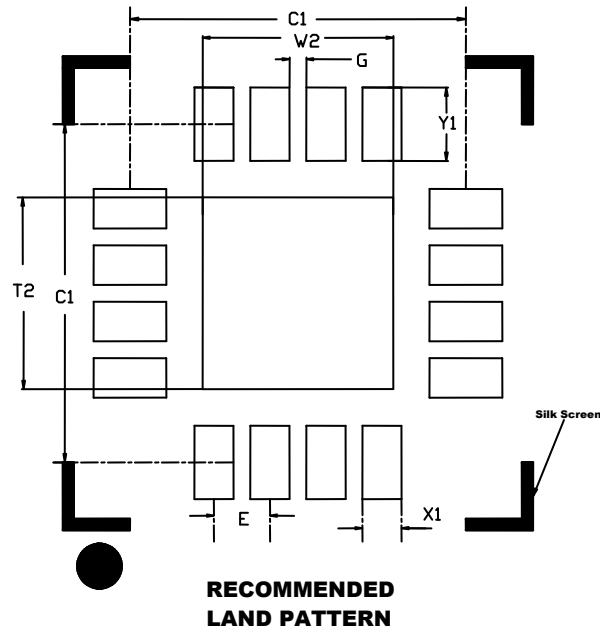 C1
W2
G
Y1
T2
C1
Silk Screen
E
X1
RECOMMENDED
LAND PATTERN